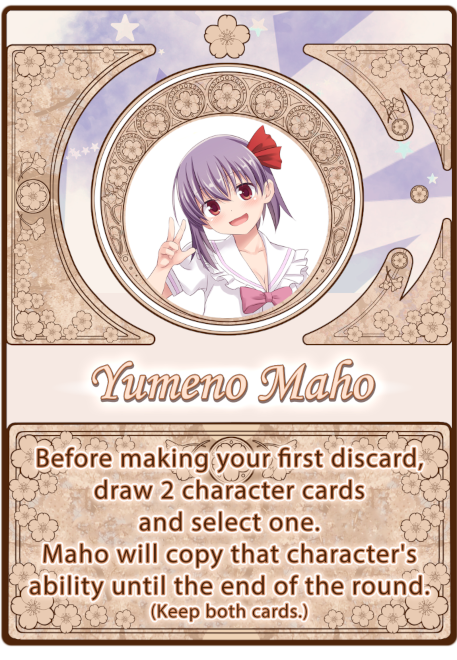 Yumeno Maho
Before making your first discard,
draw 2 character cards
and select one.
Maho will copy that character's
ability until the end of the round.
(Keep both cards.)